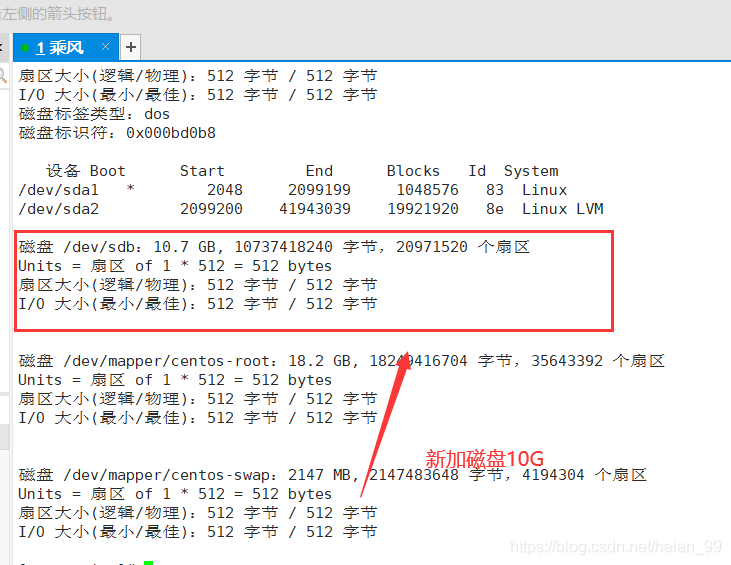 左侧的箭头按钮。
1 乘风 × +
扇区大小(逻辑/物理)：512 字节 / 512 字节
I/O 大小(最小/最佳)：512 字节 / 512 字节
磁盘标签类型：dos
磁盘标识符：0x000bd0b8
设备 Boot      Start         End      Blocks   Id  System
/dev/sda1   *        2048     2099199     1048576   83  Linux
/dev/sda2         2099200    41943039    19921920   8e  Linux LVM
磁盘 /dev/sdb：10.7 GB, 10737418240 字节，20971520 个扇区
Units = 扇区 of 1 * 512 = 512 bytes
扇区大小(逻辑/物理)：512 字节 / 512 字节
I/O 大小(最小/最佳)：512 字节 / 512 字节
磁盘 /dev/mapper/centos-root：18.2 GB, 18249416704 字节，35643392 个扇区
Units = 扇区 of 1 * 512 = 512 bytes
扇区大小(逻辑/物理)：512 字节 / 512 字节
I/O 大小(最小/最佳)：512 字节 / 512 字节
新加磁盘10G
磁盘 /dev/mapper/centos-swap：2147 MB, 2147483648 字节，4194304 个扇区
Units = 扇区 of 1 * 512 = 512 bytes
扇区大小(逻辑/物理)：512 字节 / 512 字节
I/O 大小(最小/最佳)：512 字节 / 512 字节
https://blog.csdn.net/heian_99